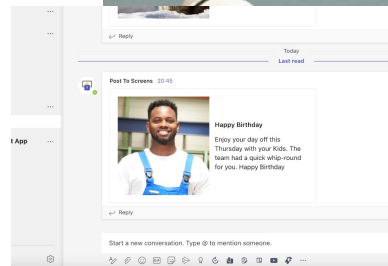 Reply
Today
Last read
Post To Screens 20:45
Happy Birthday
Enjoy your day off this
Thursday with your Kids. The
team had a quick whip-round
for you. Happy Birthday
Reply
t App
Start a new conversation. Type @ to mention someone.